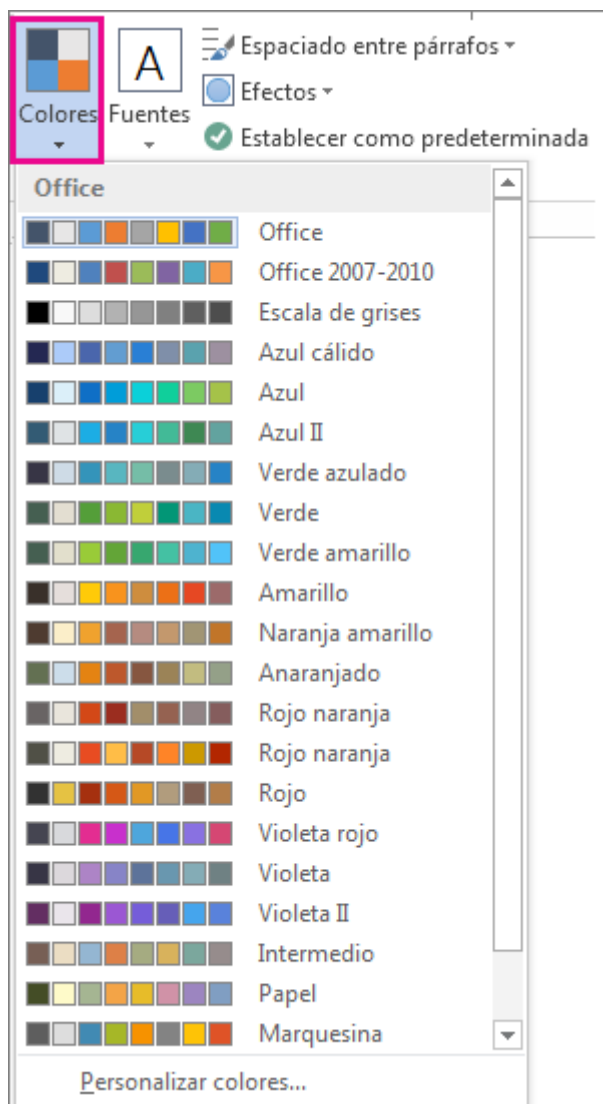 Colores
A
Fuentes
Espaciado entre párrafos
Efectos
Establecer como predeterminada
Office
Office
Office 2007-2010
Escala de grises
Azul cálido
Azul
Azul II
Verde azulado
Verde
Verde amarillo
Amarillo
Naranja amarillo
Anaranjado
Rojo naranja
Rojo naranja
Rojo
Violeta rojo
Violeta
Violeta II
Intermedio
Papel
Marquesina
Personalizar colores...